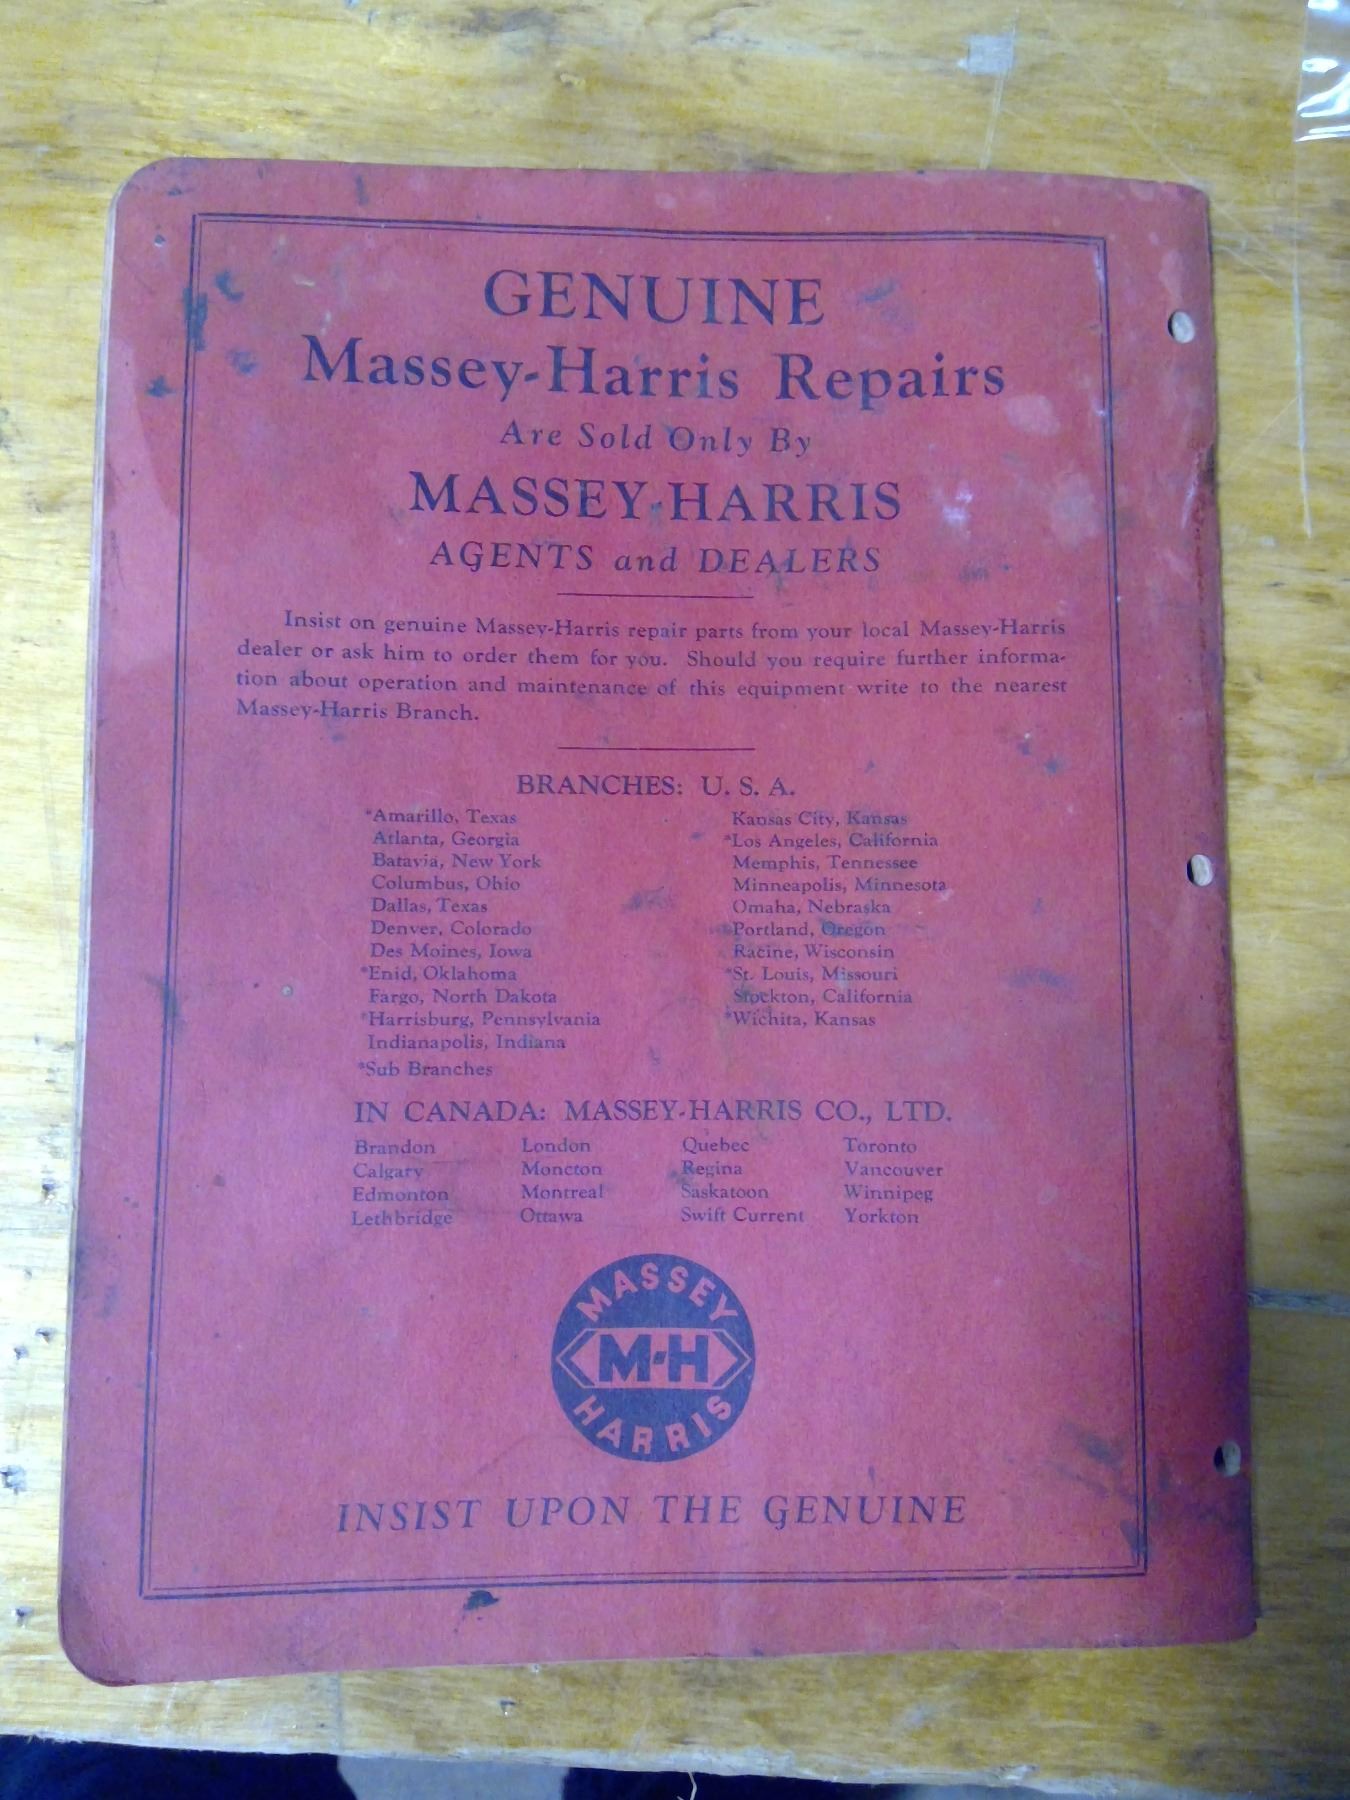 GENUINE
Massey-Harris Repairs
Are Sold Only By
MASSEY-HARRIS
AGENTS and DEALERS
Insist on genuine Massey-Harris repair parts from your local Massey-Harris
dealer or ask him to order them for you. Should you require further informa-
tion about operation and maintenance of this equipment write to the nearest
Massey-Harris Branch.
BRANCHES: U. S. A.
*Amarillo, Texas
Atlanta, Georgia
Batavia, New York
Columbus, Ohio
Dallas, Texas
Denver, Colorado
Des Moines, Iowa
*Enid, Oklahoma
Fargo, North Dakota
*Harrisburg, Pennsylvania
Indianapolis, Indiana
*Sub Branches
Kansas City, Kansas
*Los Angeles, California
Memphis, Tennessee
Minneapolis, Minnesota
Omaha, Nebraska
*Portland, Oregon
Racine, Wisconsin
*St. Louis, Missouri
Stockton, California
*Wichita, Kansas
IN CANADA: MASSEY-HARRIS CO., LTD.
Brandon London Quebec Toronto
Calgary Moncton Regina Vancouver
Edmonton Montreal Saskatoon Winnipeg
Lethbridge Ottawa Swift Current Yorkton
MASSEY
M-H
HARRIS
INSIST UPON THE GENUINE